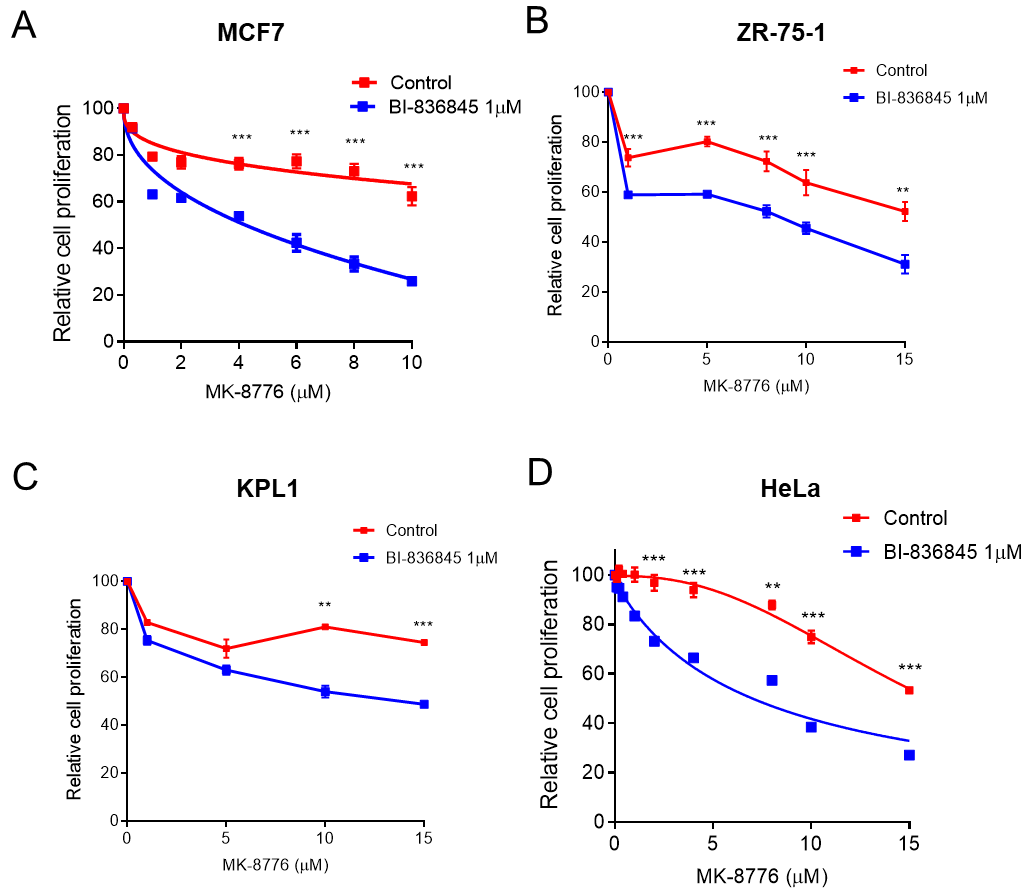 A
MCF7
Control
BI-836845 1μM
Relative cell proliferation
100
80
60
40
20
0
*** *** *** ***
0 2 4 6 8 10
MK-8776 (μM)
B
ZR-75-1
Control
BI-836845 1μM
Relative cell proliferation
100
80
60
40
20
0
*** *** *** *** **
0 5 10 15
MK-8776 (μM)
C
KPL1
Control
BI-836845 1μM
Relative cell proliferation
100
80
60
40
20
0
** ***
0 5 10 15
MK-8776 (μM)
D
HeLa
Control
BI-836845 1μM
Relative cell proliferation
100
80
60
40
20
0
*** *** ** *** ***
0 5 10 15
MK-8776 (μM)